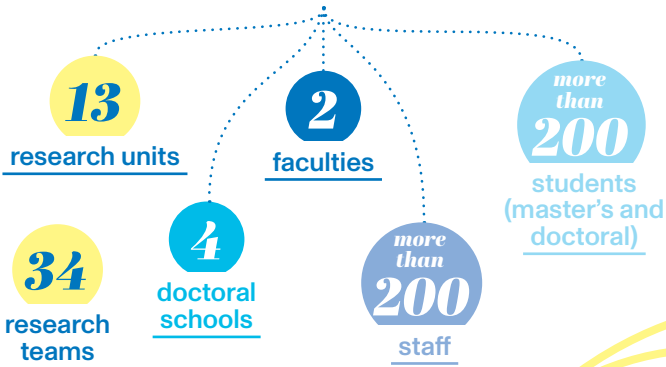 13
research units
2
faculties
more
than
200
students
(master's and
doctoral)
34
research
teams
4
doctoral
schools
more
than
200
staff